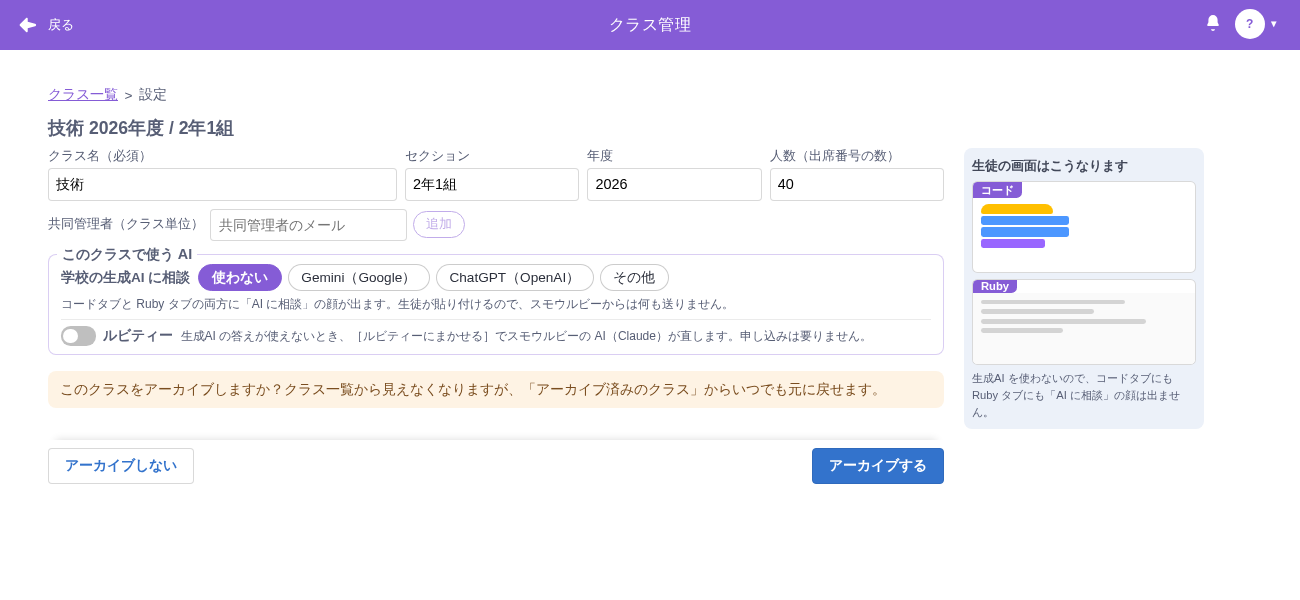 戻る
クラス管理
?
▼
クラス一覧 > 設定
技術 2026年度 / 2年1組
クラス名（必須）
セクション
年度
人数（出席番号の数）
技術
2年1組
2026
40
共同管理者（クラス単位）
共同管理者のメール
追加
このクラスで使う AI
学校の生成AI に相談
使わない
Gemini（Google）
ChatGPT（OpenAI）
その他
コードタブと Ruby タブの両方に「AI に相談」の顔が出ます。生徒が貼り付けるので、スモウルビーからは何も送りません。
ルビティー
生成AI の答えが使えないとき、［ルビティーにまかせる］でスモウルビーの AI（Claude）が直します。申し込みは要りません。
このクラスをアーカイブしますか？クラス一覧から見えなくなりますが、「アーカイブ済みのクラス」からいつでも元に戻せます。
アーカイブしない
アーカイブする
生徒の画面はこうなります
コード
Ruby
生成AI を使わないので、コードタブにも
Ruby タブにも「AI に相談」の顔は出ませ
ん。